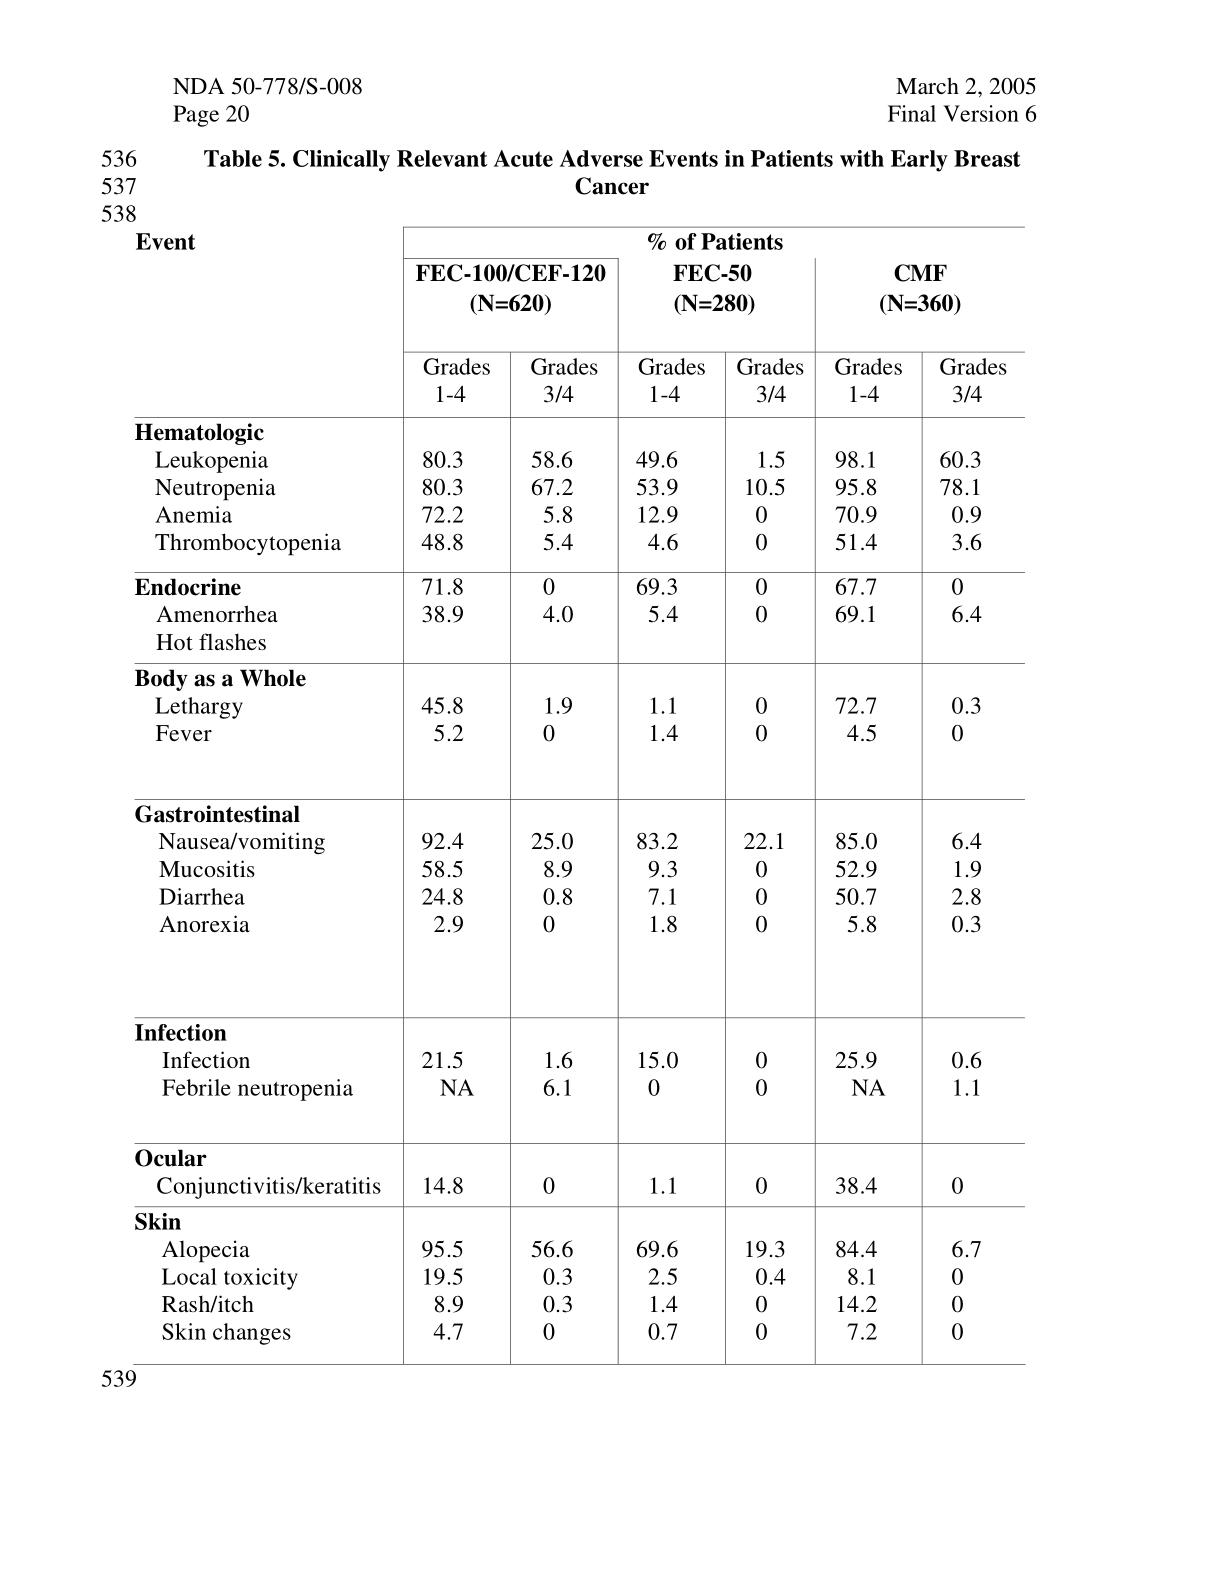 NDA 50-778/S-008 March 2, 2005
Page 20 Final Version 6
536 Table 5. Clinically Relevant Acute Adverse Events in Patients with Early Breast
537 Cancer
538
Event % of Patients
FEC-100/CEF-120 FEC-50 CMF
(N=620) (N=280) (N=360)
Grades Grades Grades Grades Grades Grades
1-4 3/4 1-4 3/4 1-4 3/4
Hematologic
Leukopenia 80.3 58.6 49.6 1.5 98.1 60.3
Neutropenia 80.3 67.2 53.9 10.5 95.8 78.1
Anemia 72.2 5.8 12.9 0 70.9 0.9
Thrombocytopenia 48.8 5.4 4.6 0 51.4 3.6
Endocrine 71.8 0 69.3 0 67.7 0
Amenorrhea 38.9 4.0 5.4 0 69.1 6.4
Hot flashes
Body as a Whole
Lethargy 45.8 1.9 1.1 0 72.7 0.3
Fever 5.2 0 1.4 0 4.5 0
Gastrointestinal
Nausea/vomiting 92.4 25.0 83.2 22.1 85.0 6.4
Mucositis 58.5 8.9 9.3 0 52.9 1.9
Diarrhea 24.8 0.8 7.1 0 50.7 2.8
Anorexia 2.9 0 1.8 0 5.8 0.3
Infection
Infection 21.5 1.6 15.0 0 25.9 0.6
Febrile neutropenia NA 6.1 0 0 NA 1.1
Ocular
Conjunctivitis/keratitis 14.8 0 1.1 0 38.4 0
Skin
Alopecia 95.5 56.6 69.6 19.3 84.4 6.7
Local toxicity 19.5 0.3 2.5 0.4 8.1 0
Rash/itch 8.9 0.3 1.4 0 14.2 0
Skin changes 4.7 0 0.7 0 7.2 0
539